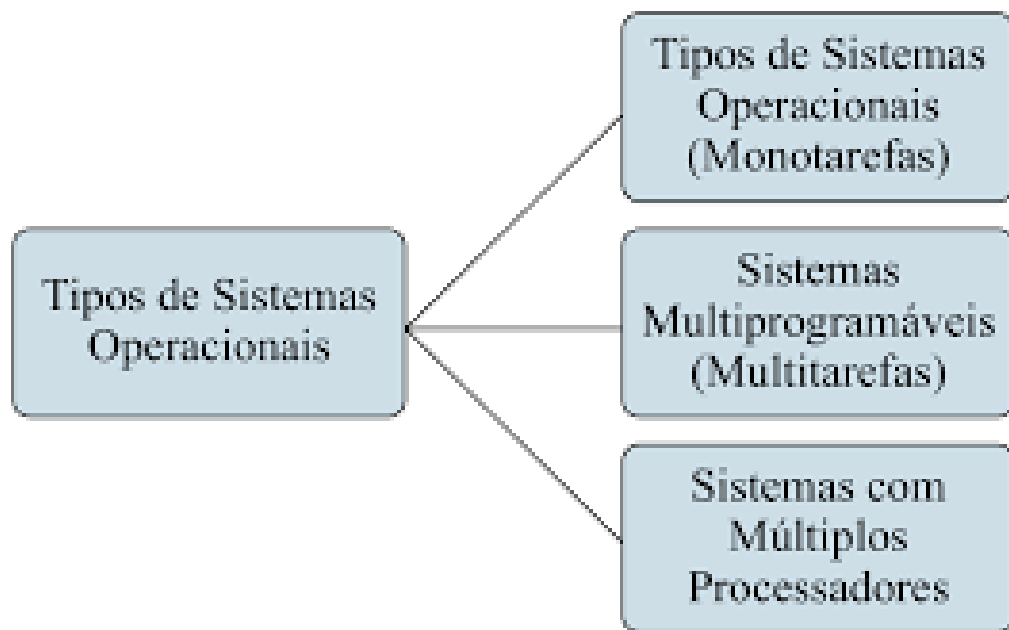 Tipos de Sistemas
Operacionais
Tipos de Sistemas
Operacionais
(Monotarefas)
Sistemas
Multiprogramáveis
(Multitarefas)
Sistemas com
Múltiplos
Processadores